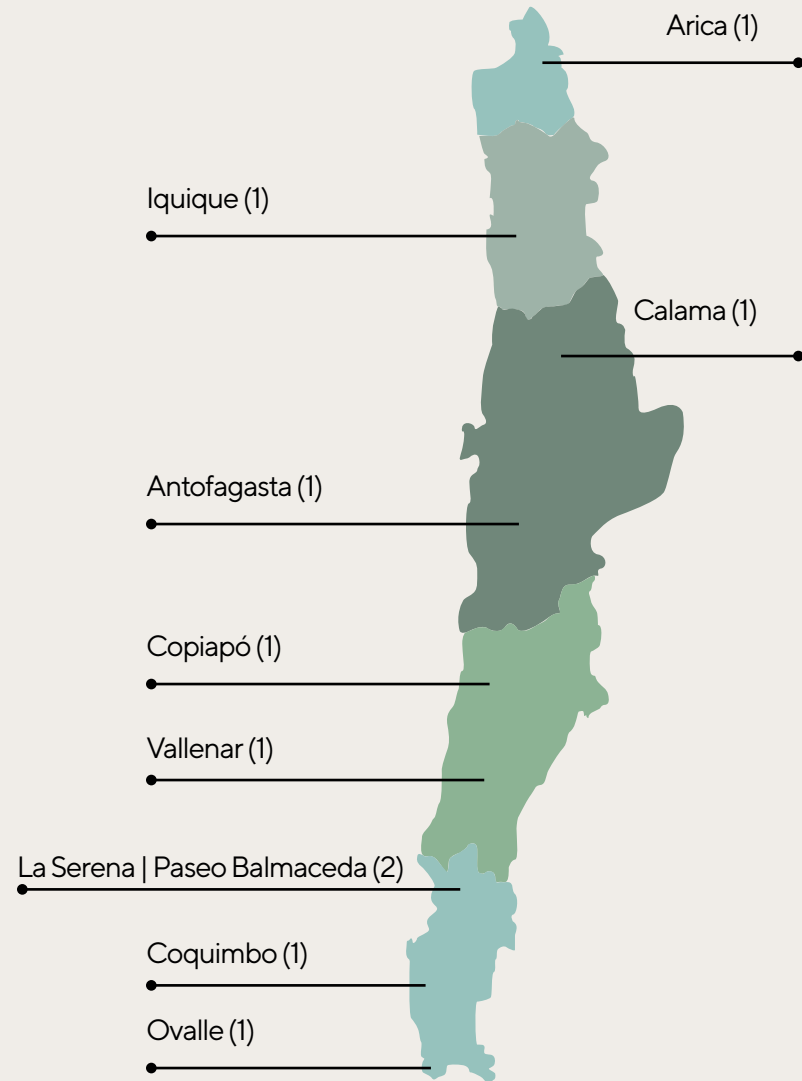 Arica (1)
Iquique (1)
Calama (1)
Antofagasta (1)
Copiapó (1)
Vallenar (1)
La Serena | Paseo Balmaceda (2)
Coquimbo (1)
Ovalle (1)